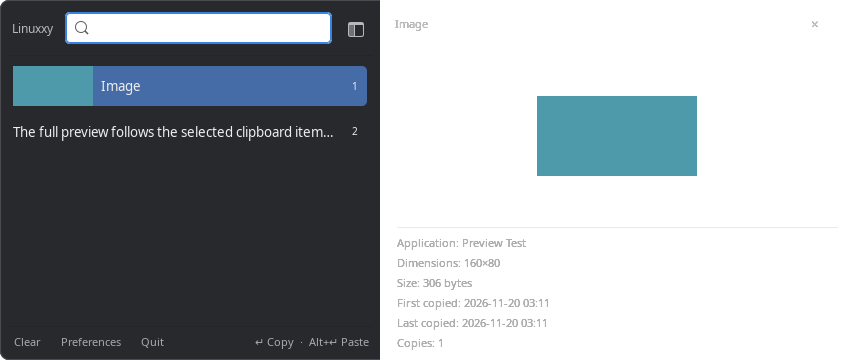 Linuxxy
Image 1
The full preview follows the selected clipboard item... 2
Clear Preferences Quit ↵ Copy · Alt+↵ Paste
Image ×
Application: Preview Test
Dimensions: 160×80
Size: 306 bytes
First copied: 2026-11-20 03:11
Last copied: 2026-11-20 03:11
Copies: 1